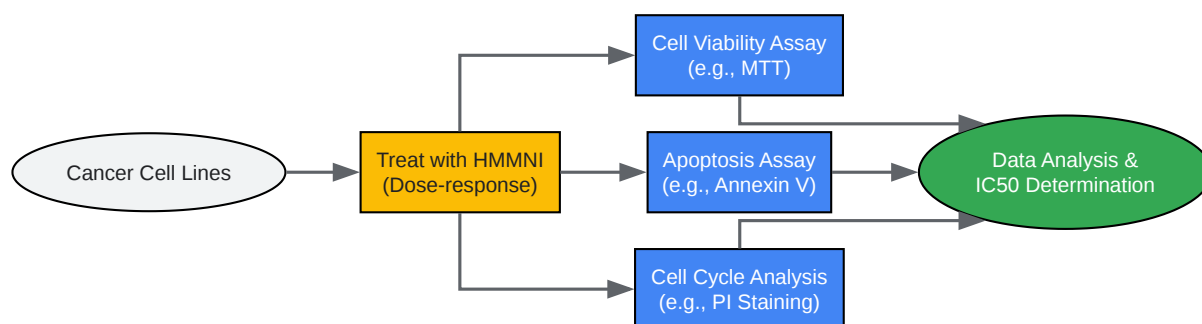 Cancer Cell Lines
Treat with HMMNI
(Dose-response)
Cell Viability Assay
(e.g., MTT)
Apoptosis Assay
(e.g., Annexin V)
Cell Cycle Analysis
(e.g., PI Staining)
Data Analysis &
IC50 Determination